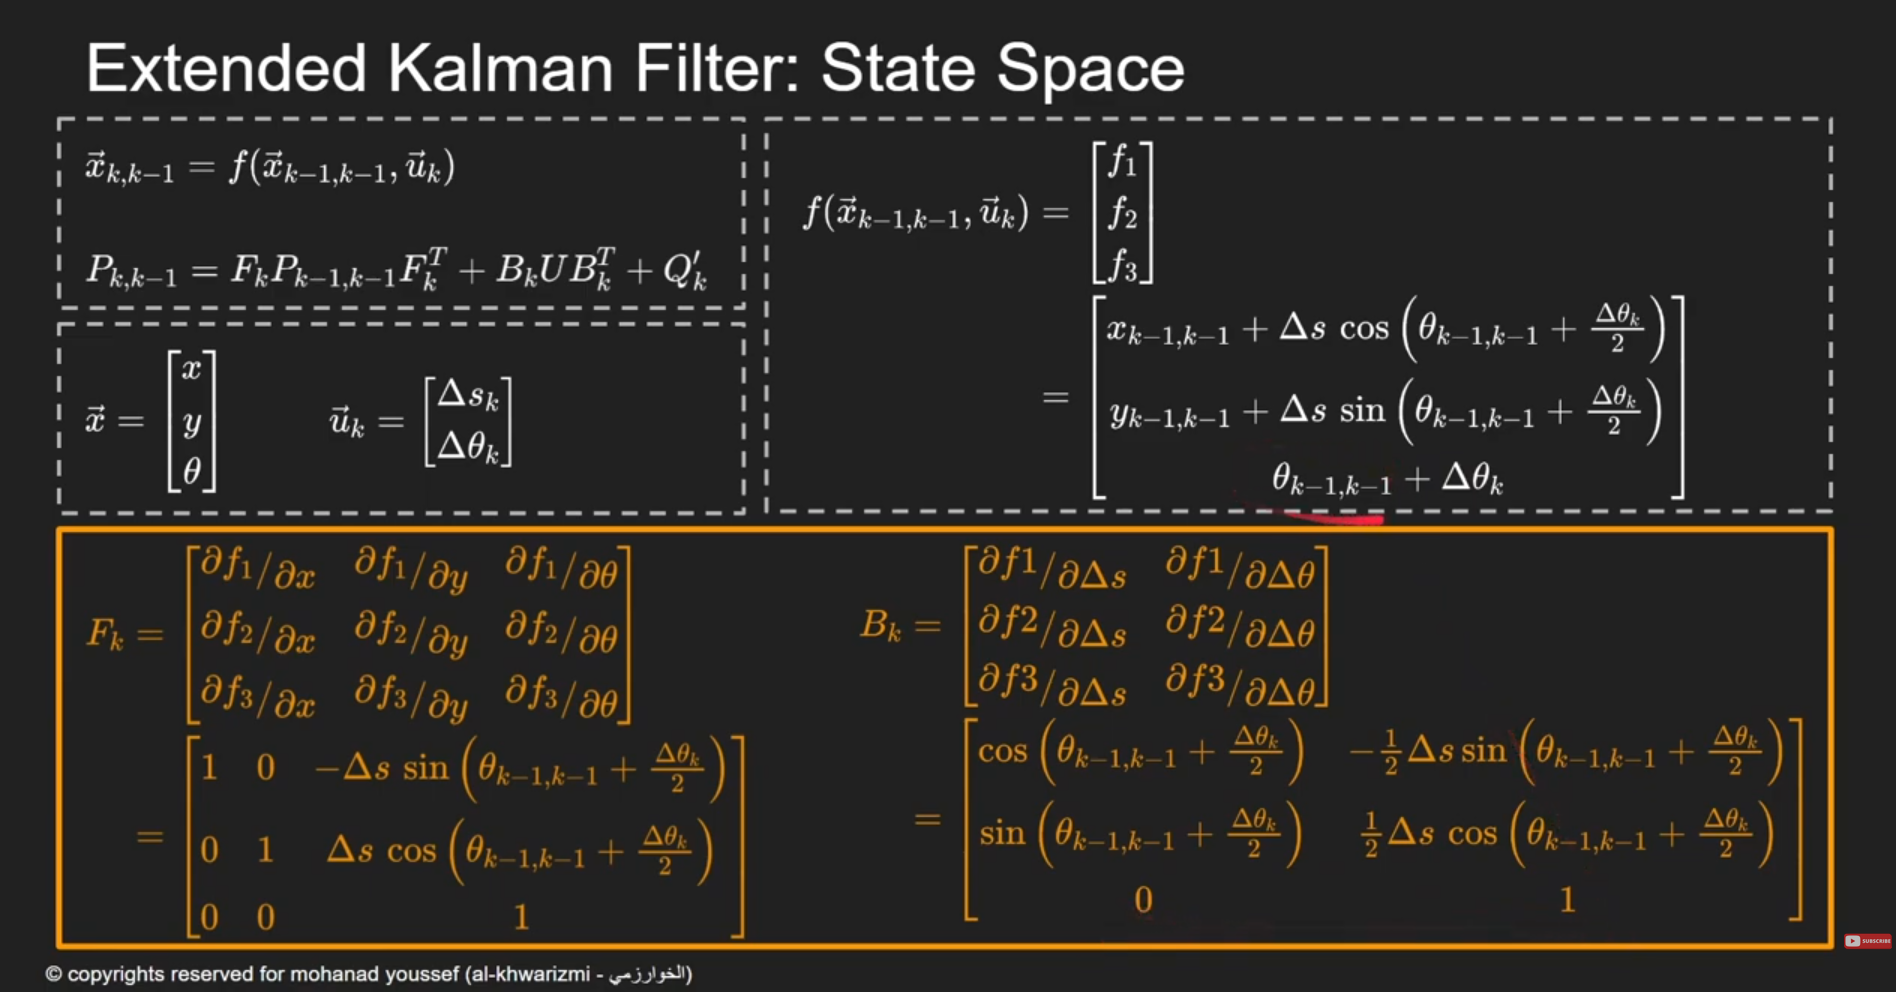 Extended Kalman Filter: State Space
$\vec{x}_{k,k-1} = f(\vec{x}_{k-1,k-1}, \vec{u}_k)$
$P_{k,k-1} = F_k P_{k-1,k-1} F_k^T + B_k U B_k^T + Q'_k$
$\vec{x} = \begin{bmatrix} x \\ y \\ \theta \end{bmatrix} \quad \vec{u}_k = \begin{bmatrix} \Delta s_k \\ \Delta\theta_k \end{bmatrix}$
$f(\vec{x}_{k-1,k-1}, \vec{u}_k) = \begin{bmatrix} f_1 \\ f_2 \\ f_3 \end{bmatrix}$
$= \begin{bmatrix} x_{k-1,k-1} + \Delta s \cos\left(\theta_{k-1,k-1} + \frac{\Delta\theta_k}{2}\right) \\ y_{k-1,k-1} + \Delta s \sin\left(\theta_{k-1,k-1} + \frac{\Delta\theta_k}{2}\right) \\ \theta_{k-1,k-1} + \Delta\theta_k \end{bmatrix}$
$F_k = \begin{bmatrix} \partial f_1/\partial x & \partial f_1/\partial y & \partial f_1/\partial\theta \\ \partial f_2/\partial x & \partial f_2/\partial y & \partial f_2/\partial\theta \\ \partial f_3/\partial x & \partial f_3/\partial y & \partial f_3/\partial\theta \end{bmatrix}$
$= \begin{bmatrix} 1 & 0 & -\Delta s \sin\left(\theta_{k-1,k-1} + \frac{\Delta\theta_k}{2}\right) \\ 0 & 1 & \Delta s \cos\left(\theta_{k-1,k-1} + \frac{\Delta\theta_k}{2}\right) \\ 0 & 0 & 1 \end{bmatrix}$
$B_k = \begin{bmatrix} \partial f1/\partial\Delta s & \partial f1/\partial\Delta\theta \\ \partial f2/\partial\Delta s & \partial f2/\partial\Delta\theta \\ \partial f3/\partial\Delta s & \partial f3/\partial\Delta\theta \end{bmatrix}$
$= \begin{bmatrix} \cos\left(\theta_{k-1,k-1} + \frac{\Delta\theta_k}{2}\right) & -\frac{1}{2}\Delta s \sin\left(\theta_{k-1,k-1} + \frac{\Delta\theta_k}{2}\right) \\ \sin\left(\theta_{k-1,k-1} + \frac{\Delta\theta_k}{2}\right) & \frac{1}{2}\Delta s \cos\left(\theta_{k-1,k-1} + \frac{\Delta\theta_k}{2}\right) \\ 0 & 1 \end{bmatrix}$
SUBSCRIBE
© copyrights reserved for mohanad youssef (al-khwarizmi - الخوارزمي)